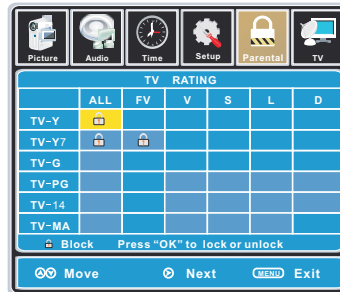 Picture Audio Time Setup Parental TV
TV RATING
ALL FV V S L D
TV-Y
TV-Y7
TV-G
TV-PG
TV-14
TV-MA
Block Press “OK” to lock or unlock
Move Next MENU Exit